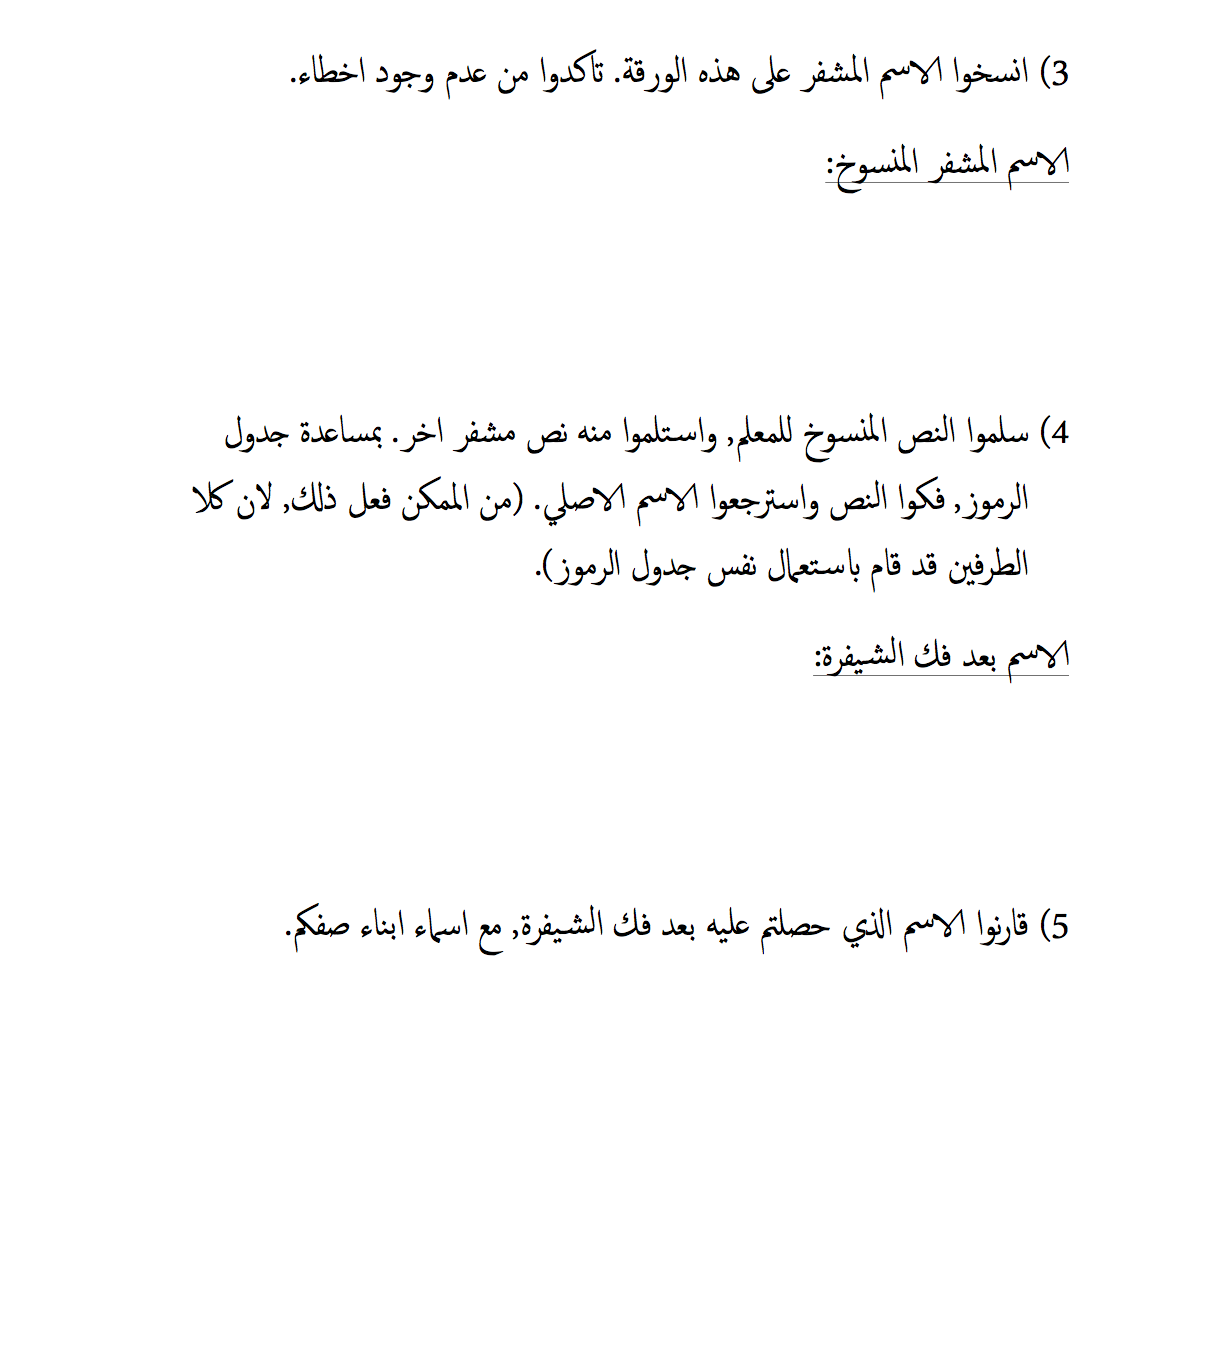 3) انسخوا الاسم المشفر على هذه الورقة. تاكدوا من عدم وجود اخطاء.
الاسم المشفر المنسوخ:
4) سلموا النص المنسوخ للمعلم, واستلموا منه نص مشفر اخر. بمساعدة جدول
الرموز, فكوا النص واسترجعوا الاسم الاصلي. (من الممكن فعل ذلك, لان كلا
الطرفين قد قام باستعمال نفس جدول الرموز).
الاسم بعد فك الشيفرة:
5) قارنوا الاسم الذي حصلتم عليه بعد فك الشيفرة, مع اسماء ابناء صفكم.